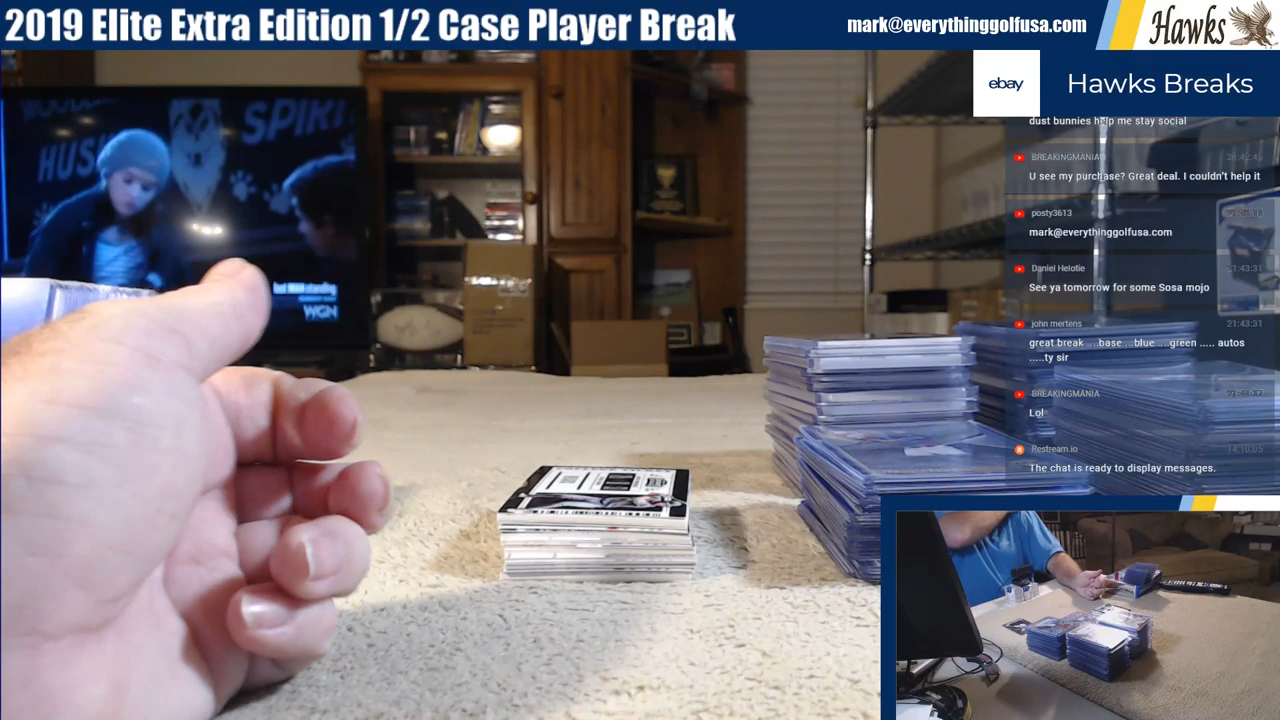 2019 Elite Extra Edition 1/2 Case Player Break
mark@everythinggolfusa.com
Hawks
ebay
Hawks Breaks
dust bunnies help me stay social
BREAKINGMANIA
U see my purchase? Great deal. I couldn't help it
posty3613
mark@everythinggolfusa.com
Daniel Helotie
21:43:31
See ya tomorrow for some Sosa mojo
john mertens
21:43:31
great break ....base ...blue....green ..... autos
.....ty sir
BREAKINGMANIA
Lol
Restream.io
14:10:05
The chat is ready to display messages.
SPIRIT
HUS
last MAN standing
WGN